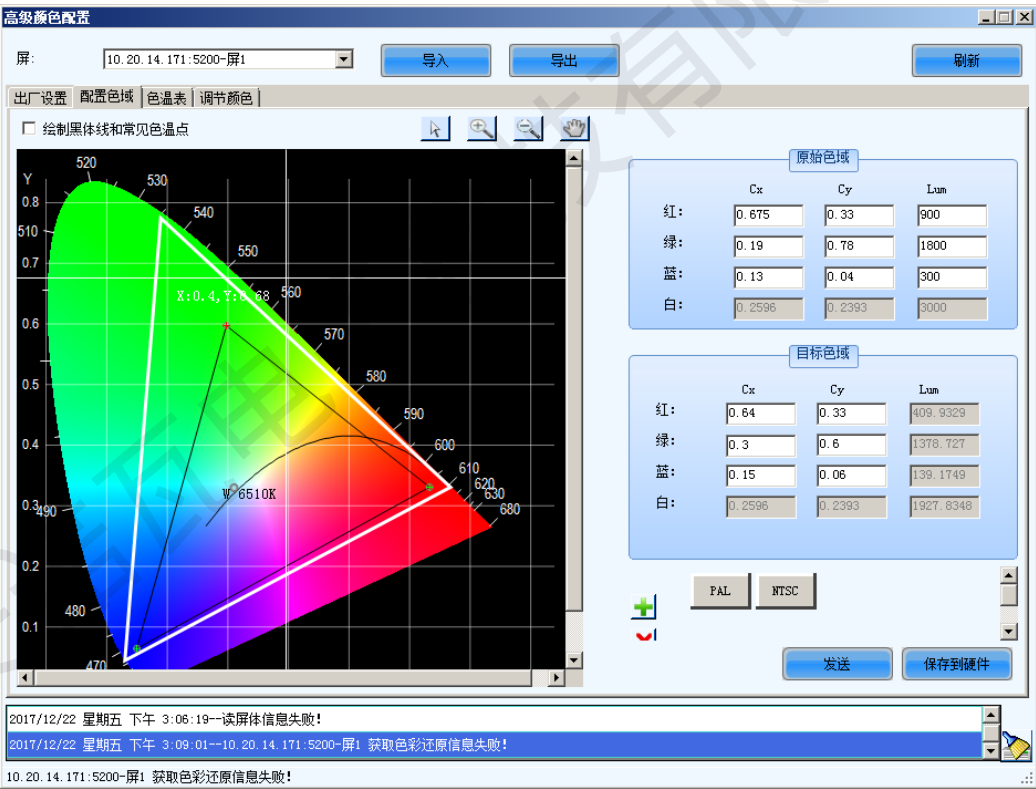 高级颜色配置
屏: 10.20.14.171:5200-屏1 导入 导出 刷新
出厂设置 配置色域 色温表 调节颜色
绘制黑体线和常见色温点
Y
0.8
0.7
0.6
0.5
0.4
0.3
0.2
0.1
520
530
540
510
550
560
570
580
590
600
610
620
630
680
490
480
470
X:0.4,Y:0.68
W 6510K
原始色域
Cx Cy Lum
红: 0.675 0.33 900
绿: 0.19 0.78 1800
蓝: 0.13 0.04 300
白: 0.2596 0.2393 3000
目标色域
Cx Cy Lum
红: 0.64 0.33 409.9329
绿: 0.3 0.6 1378.727
蓝: 0.15 0.06 139.1749
白: 0.2596 0.2393 1927.8348
PAL NTSC
发送 保存到硬件
2017/12/22 星期五 下午 3:06:19--读屏体信息失败!
2017/12/22 星期五 下午 3:09:01--10.20.14.171:5200-屏1 获取色彩还原信息失败!
10.20.14.171:5200-屏1 获取色彩还原信息失败!